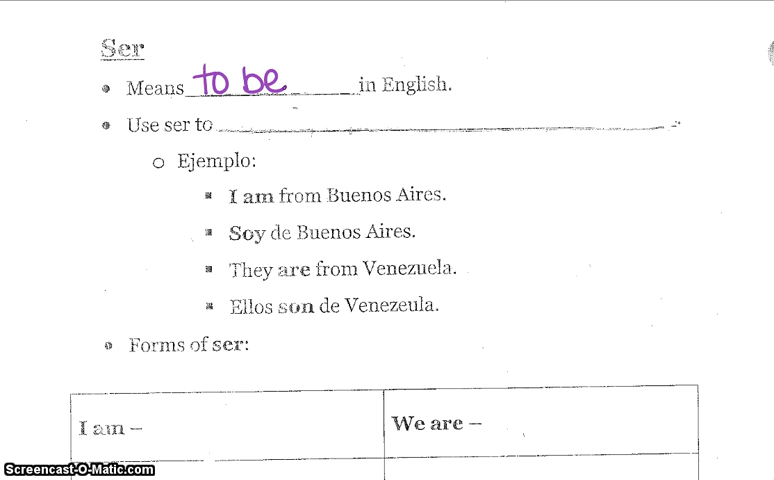 Ser
• Means to be in English.
• Use ser to
o Ejemplo:
▪ I am from Buenos Aires.
▪ Soy de Buenos Aires.
▪ They are from Venezuela.
▪ Ellos son de Venezeula.
• Forms of ser:
I am – We are –
Screencast-O-Matic.com